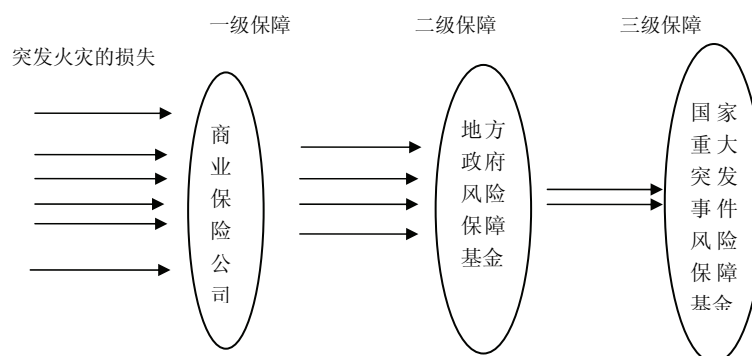 一级保障
二级保障
三级保障
突发火灾的损失
商
业
保
险
公
司
地方
政府
风险
保障
基金
国家
重大
突发
事件
风险
保障
基金